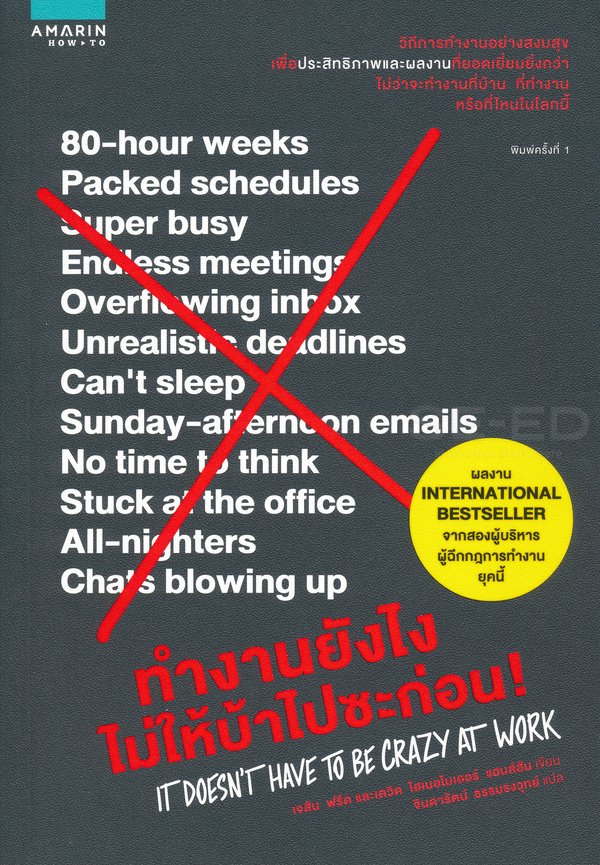 AMARIN
HOW TO
วิถีการทำงานอย่างสงบสุข
เพื่อประสิทธิภาพและผลงานที่ยอดเยี่ยมยิ่งกว่า
ไม่ว่าจะทำงานที่บ้าน ที่ทำงาน
หรือที่ไหนในโลกนี้
พิมพ์ครั้งที่ 1
80-hour weeks
Packed schedules
Super busy
Endless meetings
Overflowing inbox
Unrealistic deadlines
Can't sleep
Sunday-afternoon emails
No time to think
Stuck at the office
All-nighters
Chats blowing up
SE-ED
ผลงาน
INTERNATIONAL
BESTSELLER
จากสองผู้บริหาร
ผู้ฉีกกฎการทำงาน
ยุคนี้
ทำงานยังไง
ไม่ให้บ้าไปซะก่อน!
IT DOESN'T HAVE TO BE CRAZY AT WORK
เจสัน ฟรีด และเดวิด ไฮเนอไมเออร์ แฮนส์สัน เขียน
จินดารัตน์ ธรรมรงวุทย์ แปล